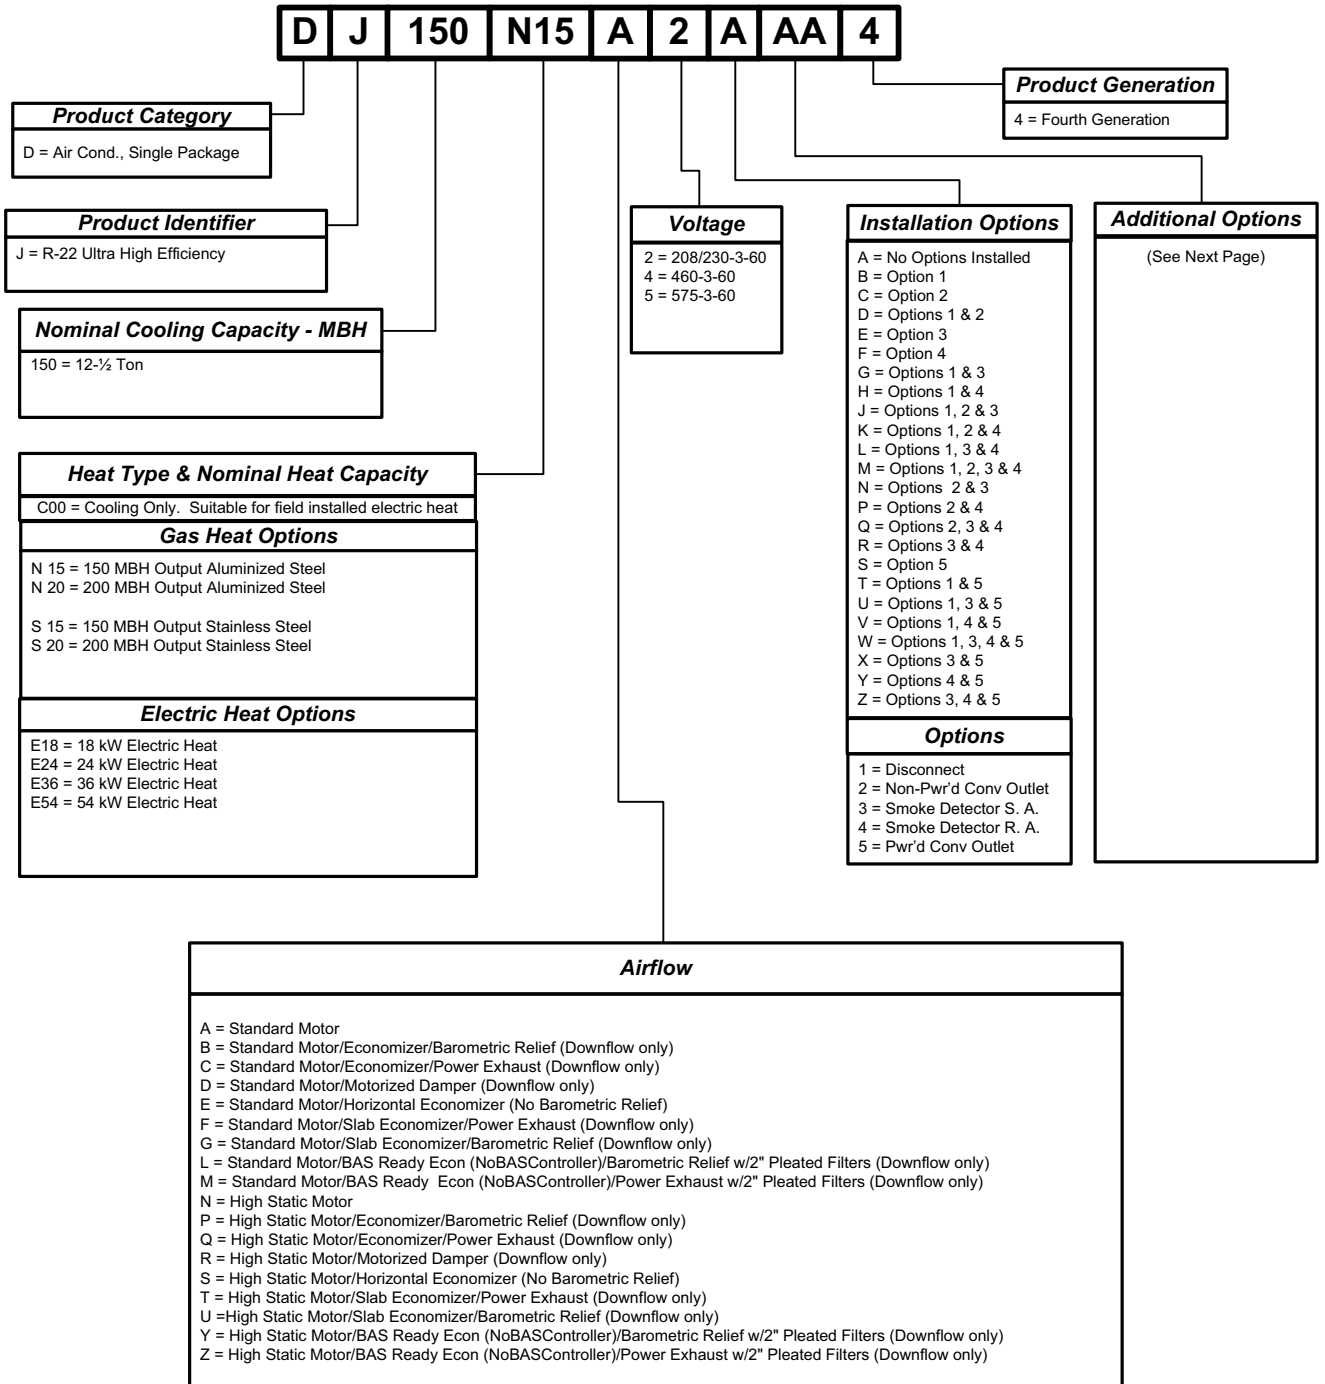 D J 150 N15 A 2 A AA 4
Product Category
D = Air Cond., Single Package
Product Identifier
J = R-22 Ultra High Efficiency
Nominal Cooling Capacity - MBH
150 = 12-½ Ton
Heat Type & Nominal Heat Capacity
C00 = Cooling Only. Suitable for field installed electric heat
Gas Heat Options
N 15 = 150 MBH Output Aluminized Steel
N 20 = 200 MBH Output Aluminized Steel
S 15 = 150 MBH Output Stainless Steel
S 20 = 200 MBH Output Stainless Steel
Electric Heat Options
E18 = 18 kW Electric Heat
E24 = 24 kW Electric Heat
E36 = 36 kW Electric Heat
E54 = 54 kW Electric Heat
Airflow
A = Standard Motor
B = Standard Motor/Economizer/Barometric Relief (Downflow only)
C = Standard Motor/Economizer/Power Exhaust (Downflow only)
D = Standard Motor/Motorized Damper (Downflow only)
E = Standard Motor/Horizontal Economizer (No Barometric Relief)
F = Standard Motor/Slab Economizer/Power Exhaust (Downflow only)
G = Standard Motor/Slab Economizer/Barometric Relief (Downflow only)
L = Standard Motor/BAS Ready Econ (NoBASController)/Barometric Relief w/2" Pleated Filters (Downflow only)
M = Standard Motor/BAS Ready Econ (NoBASController)/Power Exhaust w/2" Pleated Filters (Downflow only)
N = High Static Motor
P = High Static Motor/Economizer/Barometric Relief (Downflow only)
Q = High Static Motor/Economizer/Power Exhaust (Downflow only)
R = High Static Motor/Motorized Damper (Downflow only)
S = High Static Motor/Horizontal Economizer (No Barometric Relief)
T = High Static Motor/Slab Economizer/Power Exhaust (Downflow only)
U =High Static Motor/Slab Economizer/Barometric Relief (Downflow only)
Y = High Static Motor/BAS Ready Econ (NoBASController)/Barometric Relief w/2" Pleated Filters (Downflow only)
Z = High Static Motor/BAS Ready Econ (NoBASController)/Power Exhaust w/2" Pleated Filters (Downflow only)
Voltage
2 = 208/230-3-60
4 = 460-3-60
5 = 575-3-60
Installation Options
A = No Options Installed
B = Option 1
C = Option 2
D = Options 1 & 2
E = Option 3
F = Option 4
G = Options 1 & 3
H = Options 1 & 4
J = Options 1, 2 & 3
K = Options 1, 2 & 4
L = Options 1, 3 & 4
M = Options 1, 2, 3 & 4
N = Options 2 & 3
P = Options 2 & 4
Q = Options 2, 3 & 4
R = Options 3 & 4
S = Option 5
T = Options 1 & 5
U = Options 1, 3 & 5
V = Options 1, 4 & 5
W = Options 1, 3, 4 & 5
X = Options 3 & 5
Y = Options 4 & 5
Z = Options 3, 4 & 5
Options
1 = Disconnect
2 = Non-Pwr'd Conv Outlet
3 = Smoke Detector S. A.
4 = Smoke Detector R. A.
5 = Pwr'd Conv Outlet
Additional Options
(See Next Page)
Product Generation
4 = Fourth Generation